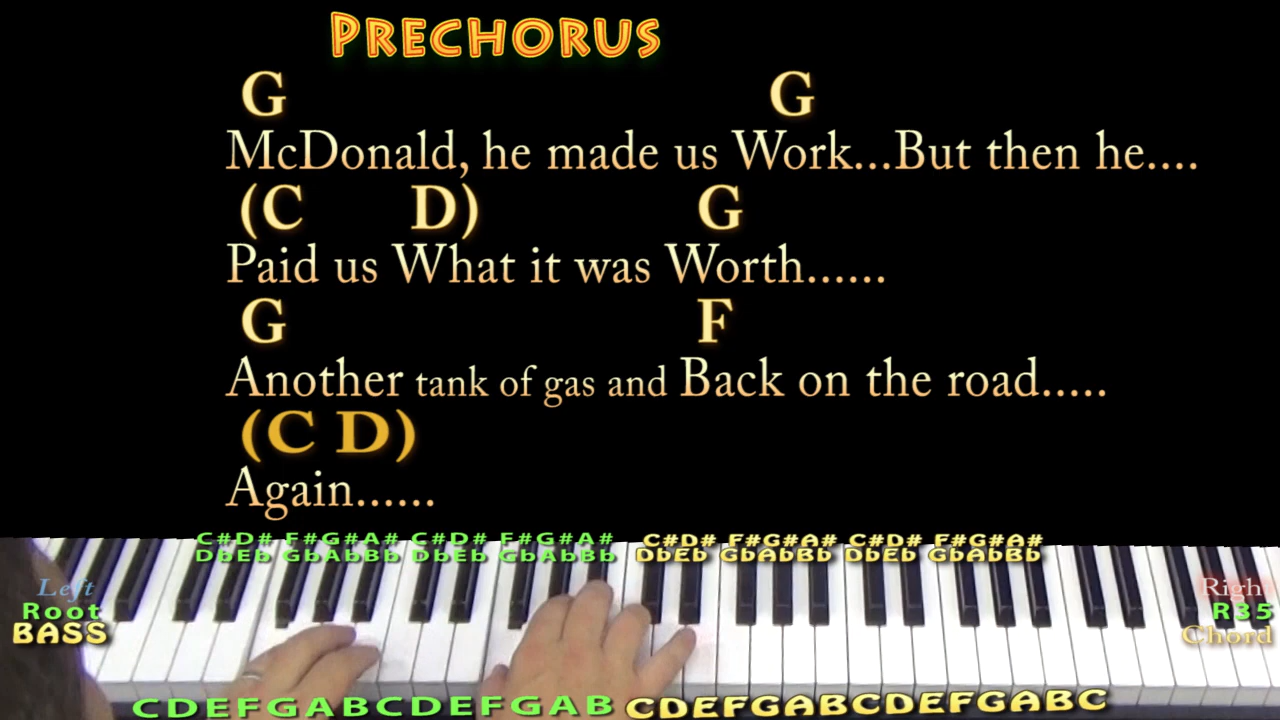 PRECHORUS
G G
McDonald, he made us Work...But then he....
(C D) G
Paid us What it was Worth......
G F
Another tank of gas and Back on the road.....
(C D)
Again......
C#D# F#G#A# C#D# F#G#A# C#D# F#G#A# C#D# F#G#A#
DbEb GbAbBb DbEb GbAbBb DbEb GbAbBb DbEb GbAbBb
Left
Root
BASS
Right
R35
Chord
CDEFGABCDEFGAB CDEFGABCDEFGABC